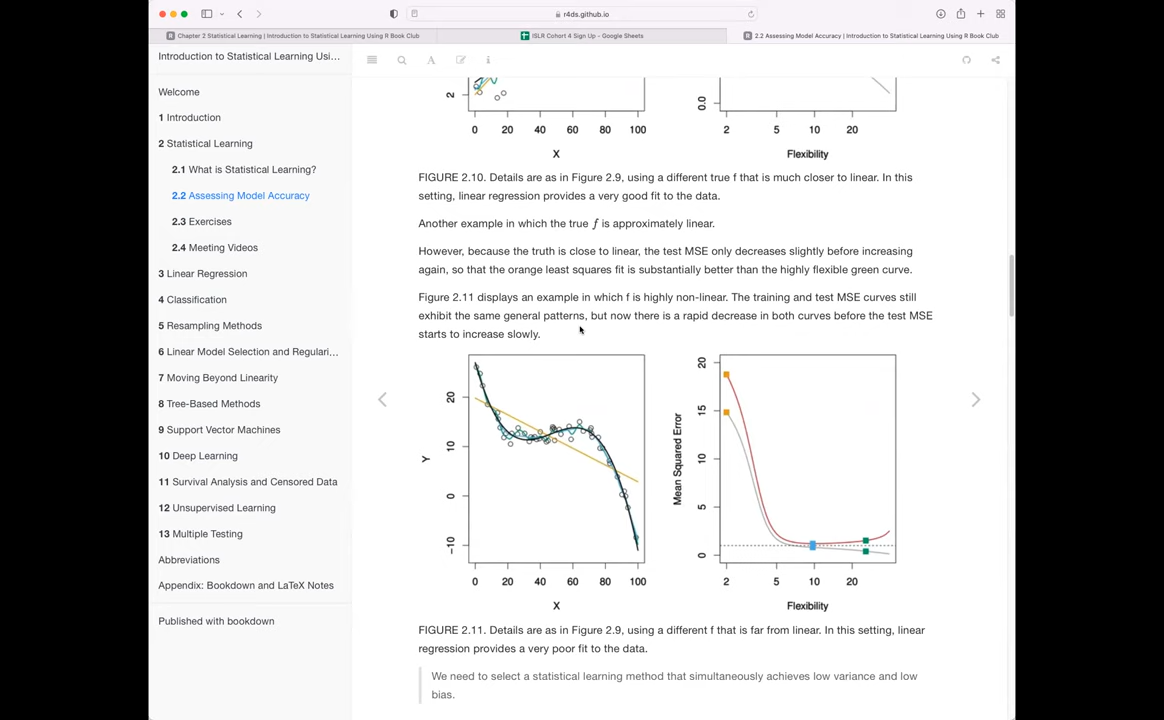 r4ds.github.io
Chapter 2 Statistical Learning | Introduction to Statistical Learning Using R Book Club
ISLR Cohort 4 Sign Up - Google Sheets
2.2 Assessing Model Accuracy | Introduction to Statistical Learning Using R Book Club
Introduction to Statistical Learning Usi...
Welcome
1 Introduction
2 Statistical Learning
2.1 What is Statistical Learning?
2.2 Assessing Model Accuracy
2.3 Exercises
2.4 Meeting Videos
3 Linear Regression
4 Classification
5 Resampling Methods
6 Linear Model Selection and Regulari...
7 Moving Beyond Linearity
8 Tree-Based Methods
9 Support Vector Machines
10 Deep Learning
11 Survival Analysis and Censored Data
12 Unsupervised Learning
13 Multiple Testing
Abbreviations
Appendix: Bookdown and LaTeX Notes
Published with bookdown
2
0 20 40 60 80 100
X
0.0
2 5 10 20
Flexibility
FIGURE 2.10. Details are as in Figure 2.9, using a different true f that is much closer to linear. In this
setting, linear regression provides a very good fit to the data.
Another example in which the true f is approximately linear.
However, because the truth is close to linear, the test MSE only decreases slightly before increasing
again, so that the orange least squares fit is substantially better than the highly flexible green curve.
Figure 2.11 displays an example in which f is highly non-linear. The training and test MSE curves still
exhibit the same general patterns, but now there is a rapid decrease in both curves before the test MSE
starts to increase slowly.
Y
20
10
0
−10
0 20 40 60 80 100
X
Mean Squared Error
20
15
10
5
0
2 5 10 20
Flexibility
FIGURE 2.11. Details are as in Figure 2.9, using a different f that is far from linear. In this setting, linear
regression provides a very poor fit to the data.
We need to select a statistical learning method that simultaneously achieves low variance and low
bias.